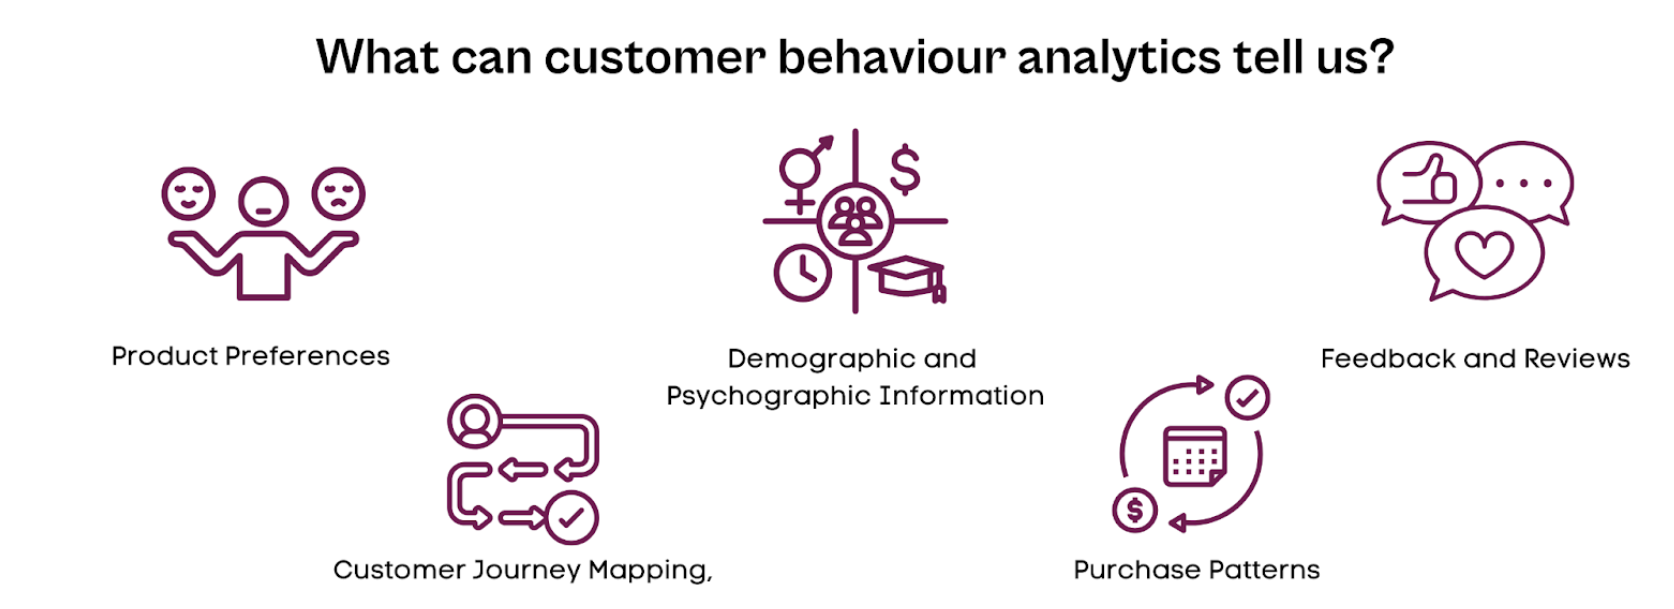 What can customer behaviour analytics tell us?
Product Preferences
Demographic and
Psychographic Information
Feedback and Reviews
Customer Journey Mapping,
Purchase Patterns